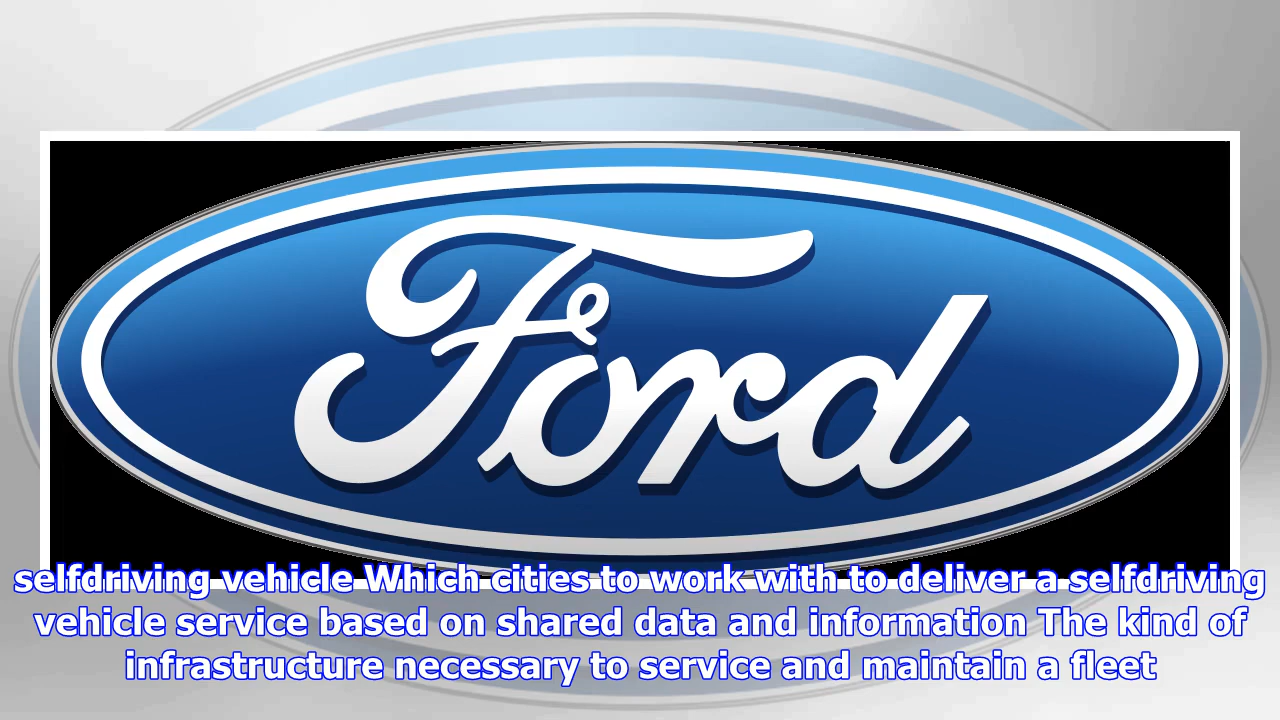 Ford
selfdriving vehicle Which cities to work with to deliver a selfdriving
vehicle service based on shared data and information The kind of
infrastructure necessary to service and maintain a fleet